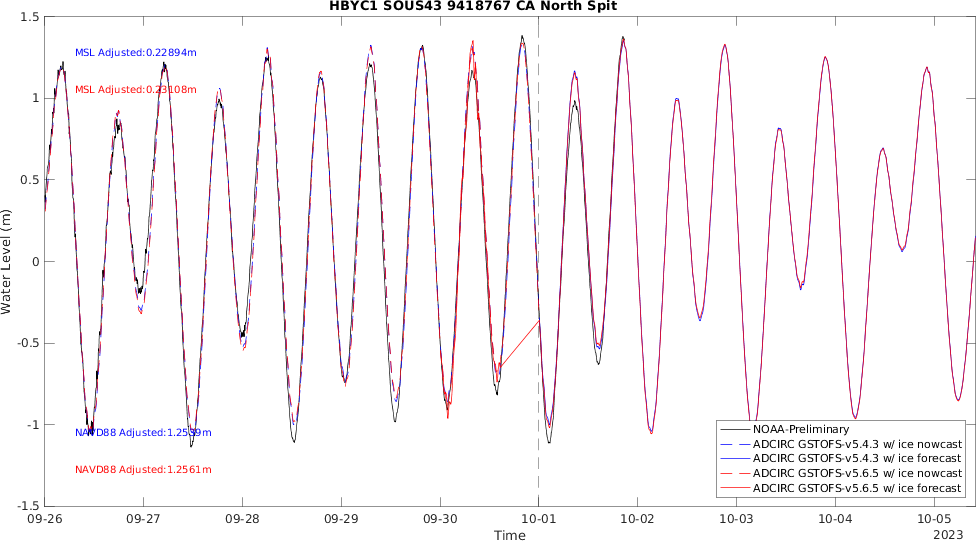 HBYC1 SOUS43 9418767 CA North Spit
1.5
MSL Adjusted:0.22894m
MSL Adjusted:0.23108m
1
0.5
0
-0.5
-1
-1.5
Water Level (m)
NAVD88 Adjusted:1.2539m
NAVD88 Adjusted:1.2561m
NOAA-Preliminary
ADCIRC GSTOFS-v5.4.3 w/ ice nowcast
ADCIRC GSTOFS-v5.4.3 w/ ice forecast
ADCIRC GSTOFS-v5.6.5 w/ ice nowcast
ADCIRC GSTOFS-v5.6.5 w/ ice forecast
09-26 09-27 09-28 09-29 09-30 10-01 10-02 10-03 10-04 10-05
Time
2023